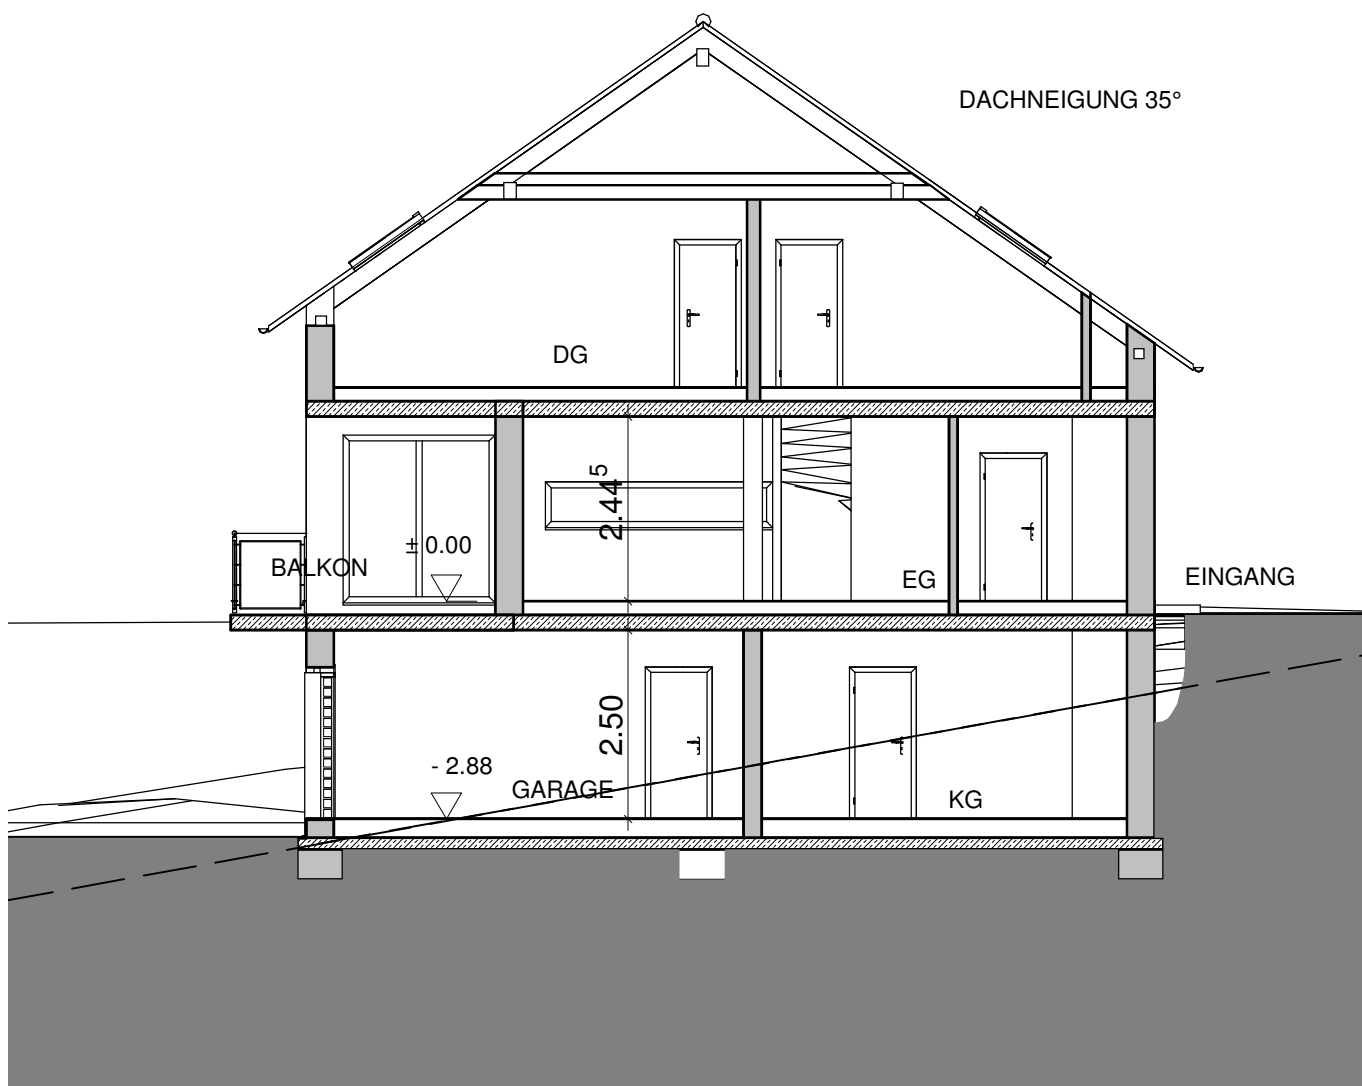 DACHNEIGUNG 35°
DG
2.44⁵
± 0.00
BALKON
EG
EINGANG
2.50
- 2.88
GARAGE
KG